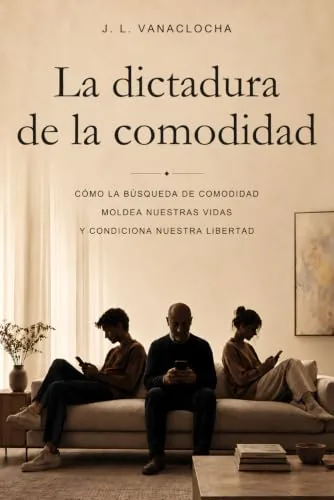 J. L. VANACLOCHA
La dictadura
de la comodidad
CÓMO LA BÚSQUEDA DE COMODIDAD
MOLDEA NUESTRAS VIDAS
Y CONDICIONA NUESTRA LIBERTAD